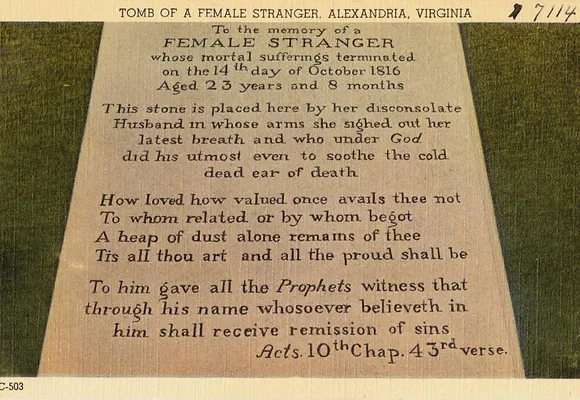 TOMB OF A FEMALE STRANGER, ALEXANDRIA, VIRGINIA
7114
To the memory of a
FEMALE STRANGER
whose mortal sufferings terminated
on the 14th day of October 1816
Aged 23 years and 8 months
This stone is placed here by her disconsolate
Husband in whose arms she sighed out her
latest breath and who under God
did his utmost even to soothe the cold
dead ear of death
How loved how valued once avails thee not
To whom related or by whom begot
A heap of dust alone remains of thee
Tis all thou art and all the proud shall be
To him gave all the Prophets witness that
through his name whosoever believeth in
him shall receive remission of sins
Acts. 10th Chap. 43rd verse.
C-503